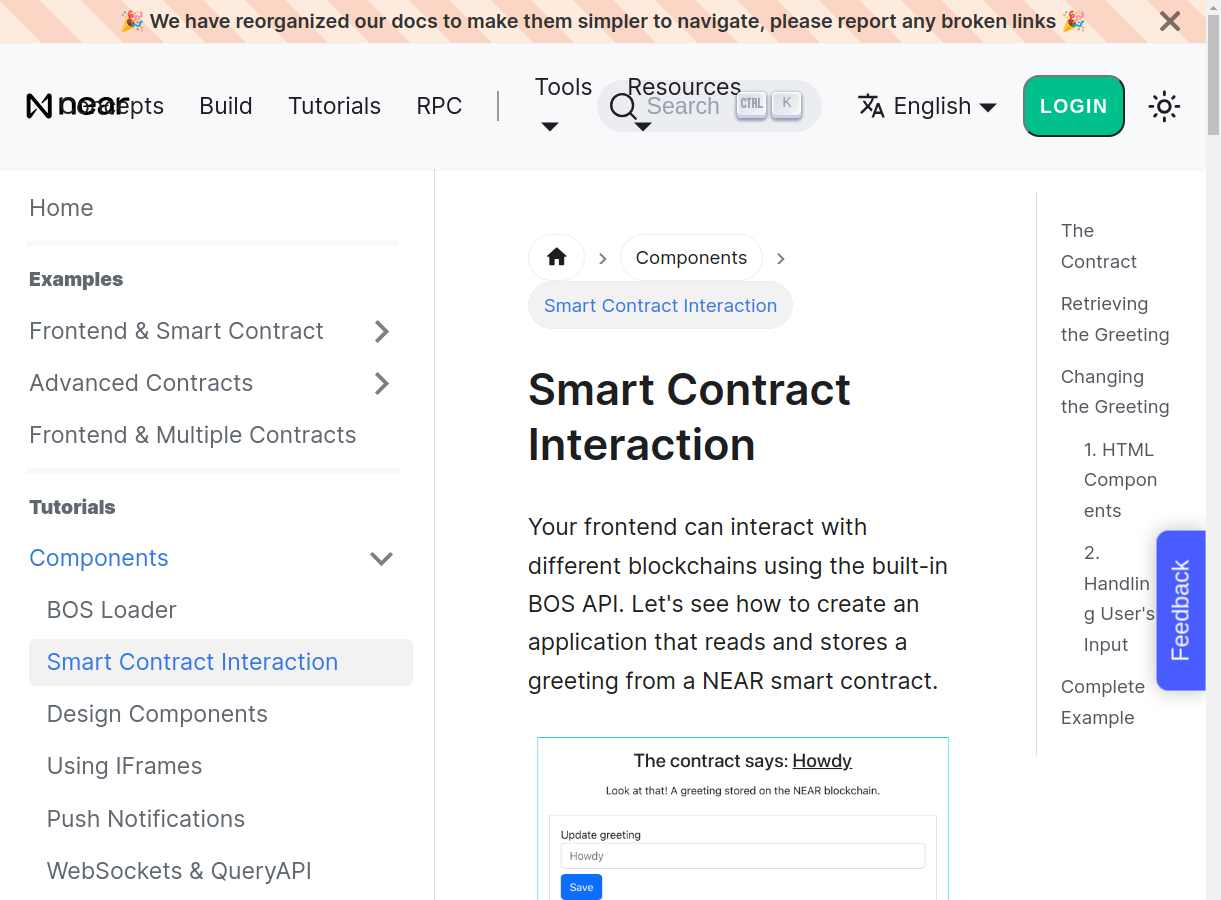 🎉 We have reorganized our docs to make them simpler to navigate, please report any broken links 🎉
near
Concepts
Build
Tutorials
RPC
Tools
Resources
Search
CTRL
K
English
LOGIN
Home
Examples
Frontend & Smart Contract
Advanced Contracts
Frontend & Multiple Contracts
Tutorials
Components
BOS Loader
Smart Contract Interaction
Design Components
Using IFrames
Push Notifications
WebSockets & QueryAPI
Components
Smart Contract Interaction
Smart Contract
Interaction
Your frontend can interact with
different blockchains using the built-in
BOS API. Let's see how to create an
application that reads and stores a
greeting from a NEAR smart contract.
The contract says: Howdy
Look at that! A greeting stored on the NEAR blockchain.
Update greeting
Howdy
Save
The
Contract
Retrieving
the Greeting
Changing
the Greeting
1. HTML
Compon
ents
2.
Handlin
g User's
Input
Complete
Example
Feedback